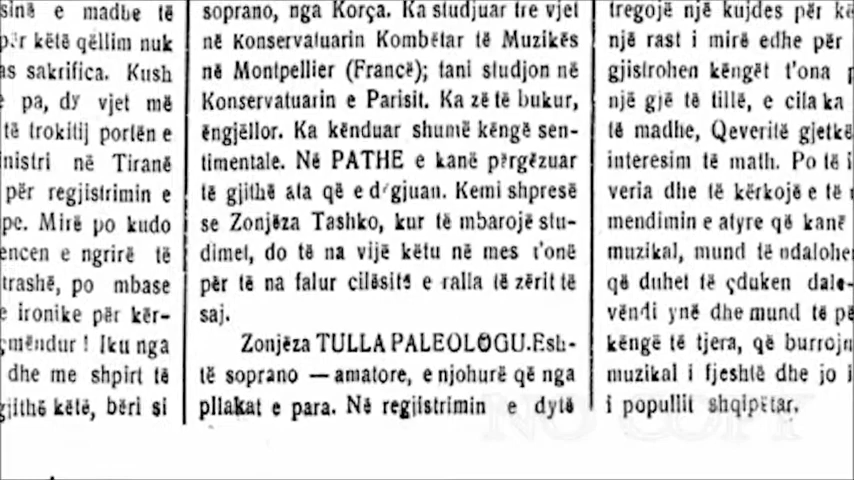 sinë e madhe të
për këtë qëllim nuk
as sakrifica. Kush
e pa, dy vjet më
të trokitij portën e
inistri në Tiranë
për regjistrimin e
pe. Mirë po kudo
encen e ngrirë të
trashë, po mbase
e ironike për kër-
çmëndur! Iku nga
dhe me shpirt të
gjithë këtë, bëri si
soprano, nga Korça. Ka studjuar tre vjet
në Konservatuarin Kombëtar të Muzikës
në Montpellier (Francë); tani studjon në
Konservatuarin e Parisit. Ka zë të bukur,
ëngjëllor. Ka kënduar shumë këngë sen-
timentale. Në PATHE e kanë përgëzuar
të gjithë ata që e dëgjuan. Kemi shpresë
se Zonjëza Tashko, kur të mbarojë stu-
dimet, do të na vijë këtu në mes t'onë
për të na falur cilësitë e ralla të zërit të
saj.
Zonjëza TULLA PALEOLOGU. Esh-
të soprano — amatore, e njohurë që nga
pllakat e para. Në regjistrimin e dytë
tregojë një kujdes për kë
një rast i mirë edhe për
gjistrohen këngët t'ona p
një gjë të tillë, e cila ka
të madhe, Qeveritë gjetkë
interesim të math. Po të i
veria dhe të kërkojë e të
mendimin e atyre që kanë
muzikal, mund të ndalohe
që duhet të çduken dale-
vëndi ynë dhe mund të pë
këngë të tjera, që burroju
muzikal i fjeshtë dhe jo i
i popullit shqipëtar.
NO COPY